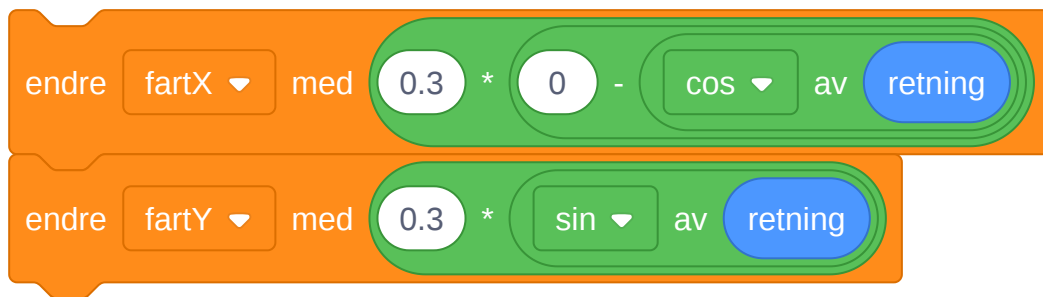 endre fartX med 0.3 * 0 - cos av retning
endre fartY med 0.3 * sin av retning